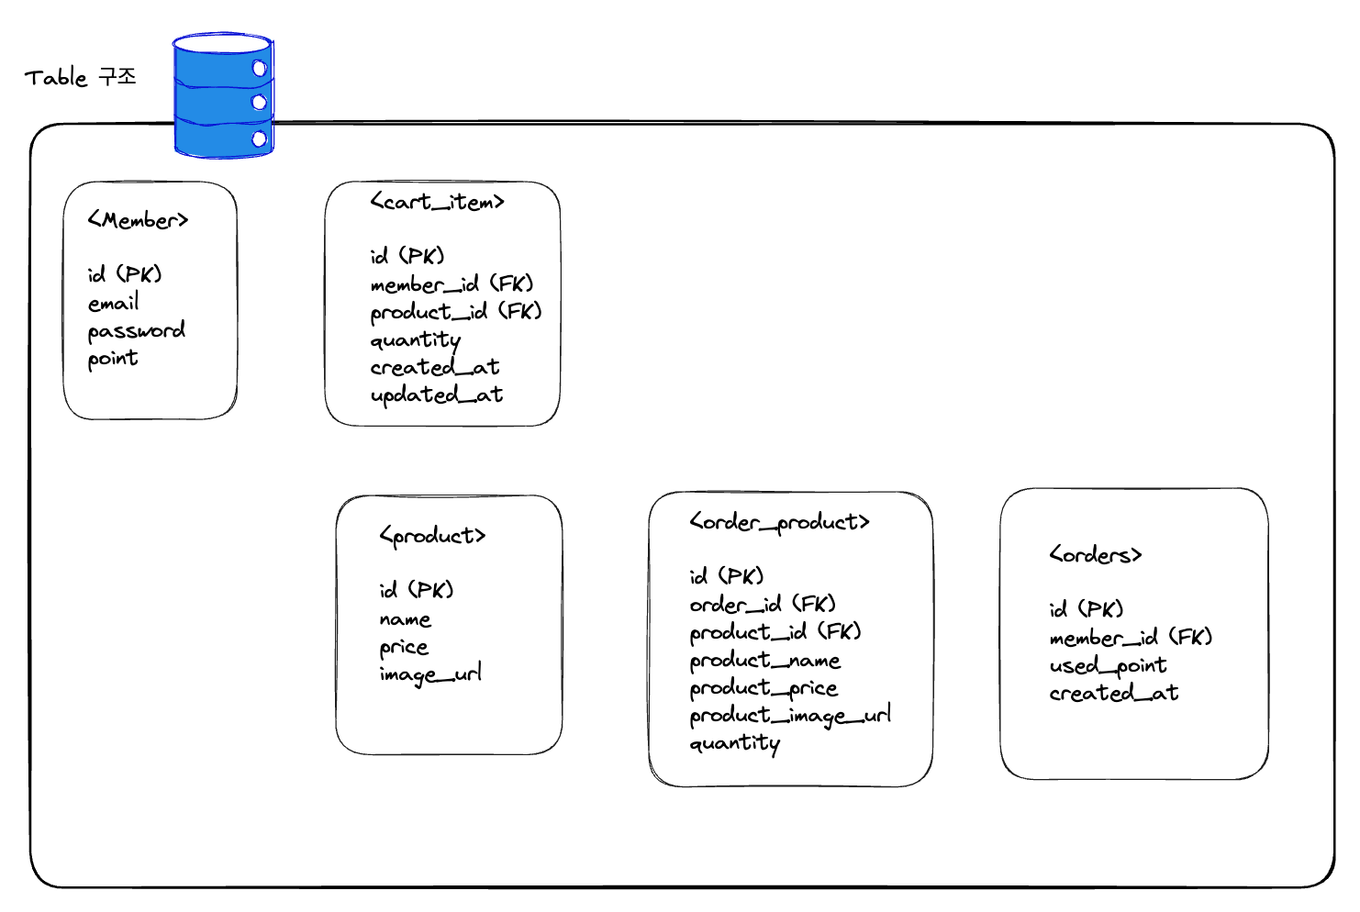 Table 구조
<Member>
id (PK)
email
password
point
<cart_item>
id (PK)
member_id (FK)
product_id (FK)
quantity
created_at
updated_at
<product>
id (PK)
name
price
image_url
<order_product>
id (PK)
order_id (FK)
product_id (FK)
product_name
product_price
product_image_url
quantity
<orders>
id (PK)
member_id (FK)
used_point
created_at